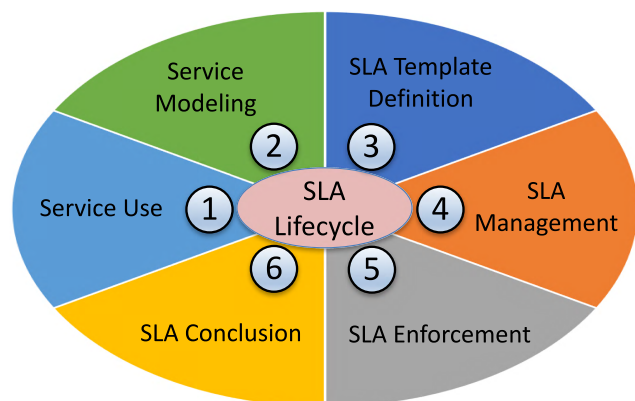 Service
Modeling
2
SLA Template
Definition
3
Service Use
1
SLA
Lifecycle
4
SLA
Management
6
SLA Conclusion
5
SLA Enforcement